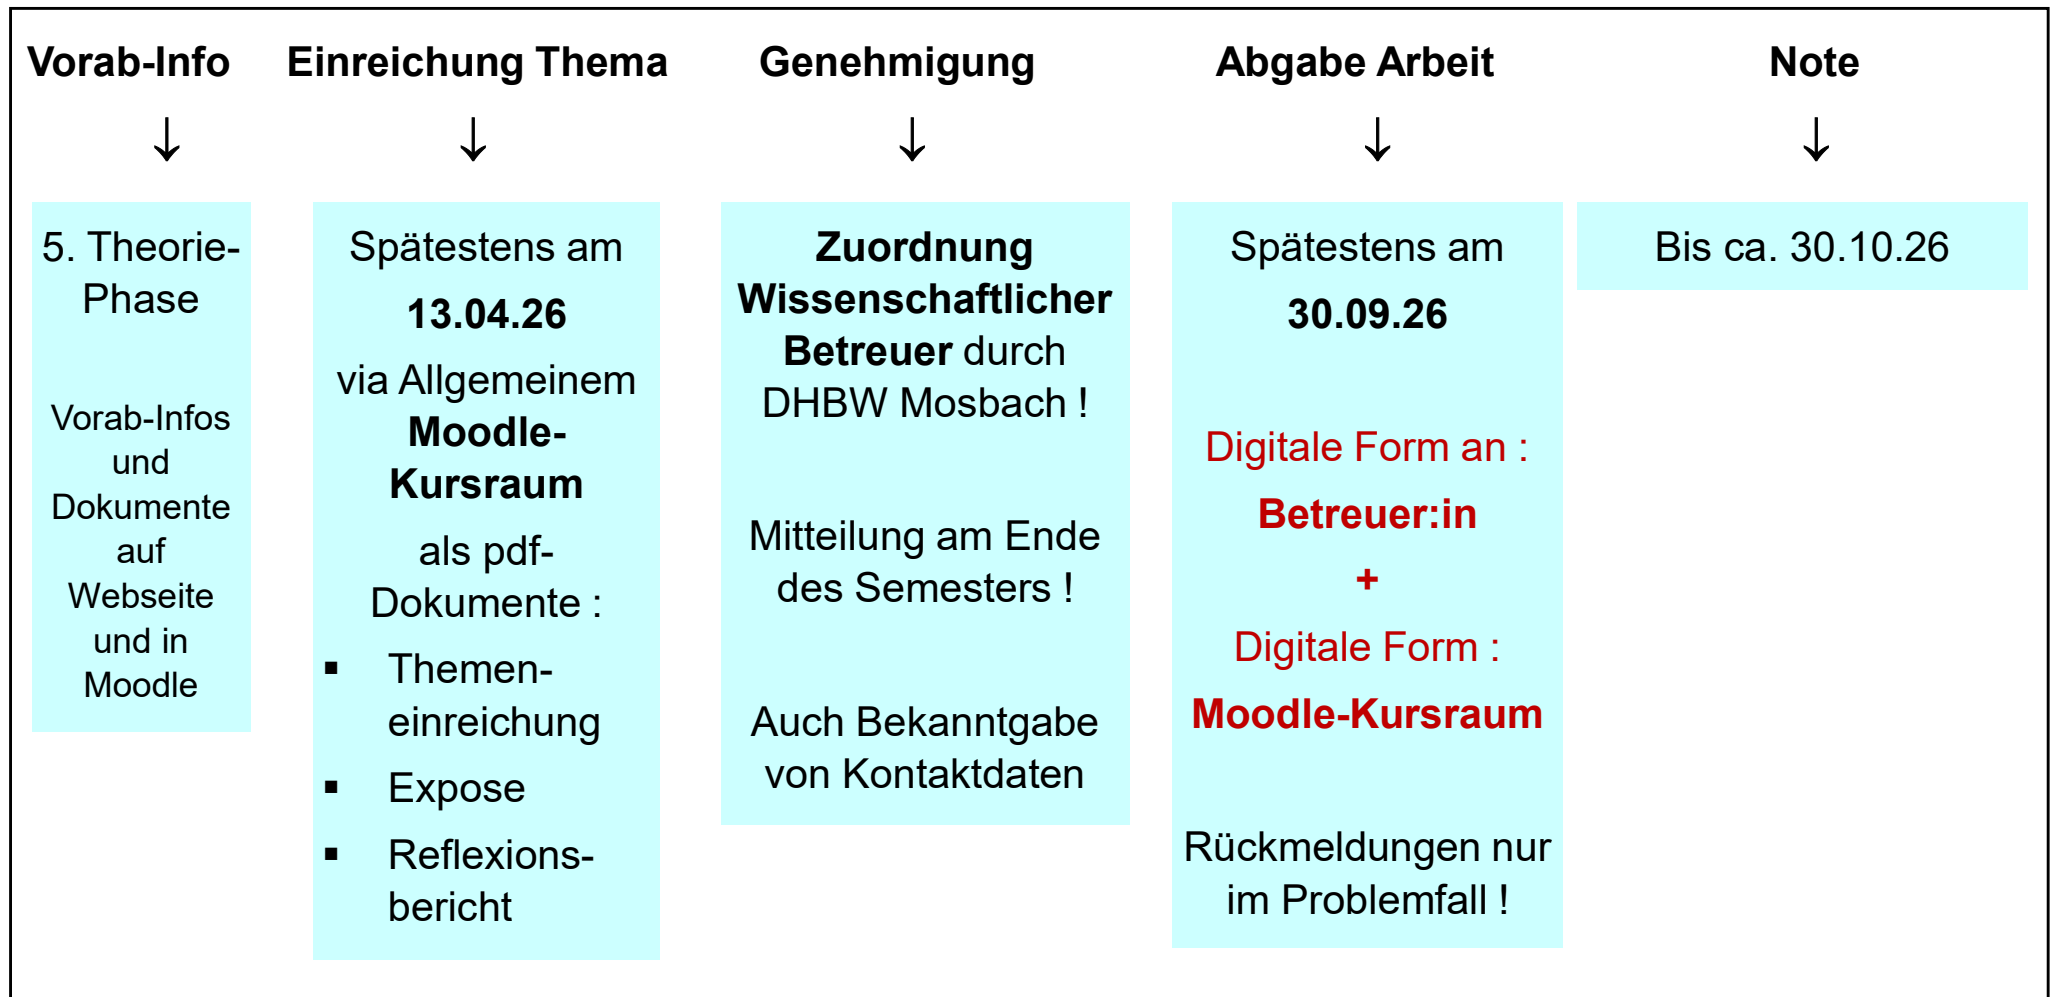 Vorab-Info
Einreichung Thema
Genehmigung
Abgabe Arbeit
Note
↓
↓
↓
↓
↓
5. Theorie-
Phase
Vorab-Infos
und
Dokumente
auf
Webseite
und in
Moodle
Spätestens am
13.04.26
via Allgemeinem
Moodle-
Kursraum
als pdf-
Dokumente :
▪ Themen-
einreichung
▪ Expose
▪ Reflexions-
bericht
Zuordnung
Wissenschaftlicher
Betreuer durch
DHBW Mosbach !
Mitteilung am Ende
des Semesters !
Auch Bekanntgabe
von Kontaktdaten
Spätestens am
30.09.26
Digitale Form an :
Betreuer:in
+
Digitale Form :
Moodle-Kursraum
Rückmeldungen nur
im Problemfall !
Bis ca. 30.10.26